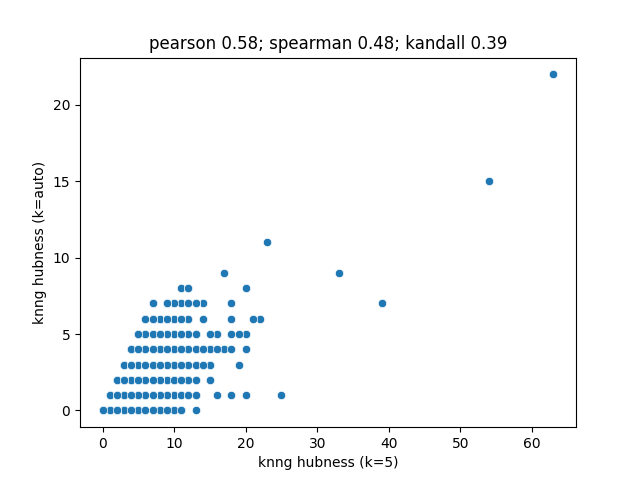 pearson 0.58; spearman 0.48; kandall 0.39
20
15
10
5
0
knng hubness (k=auto)
0 10 20 30 40 50 60
knng hubness (k=5)